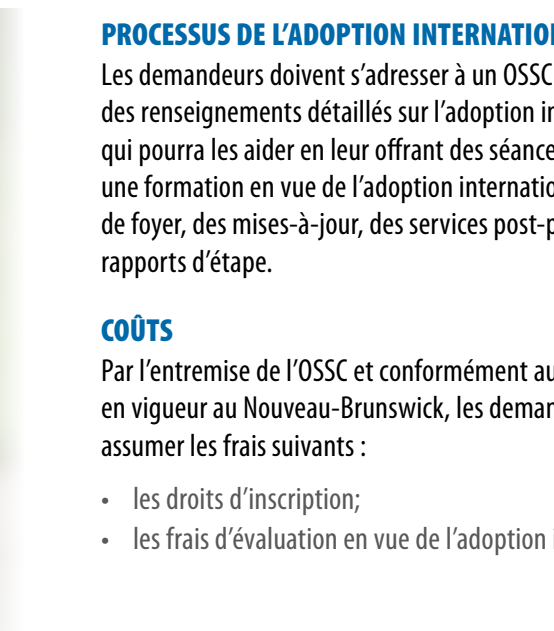 PROCESSUS DE L'ADOPTION INTERNATION
Les demandeurs doivent s'adresser à un OSSC
des renseignements détaillés sur l'adoption in
qui pourra les aider en leur offrant des séance
une formation en vue de l'adoption internatio
de foyer, des mises-à-jour, des services post-p
rapports d'étape.
COÛTS
Par l'entremise de l'OSSC et conformément au
en vigueur au Nouveau-Brunswick, les deman
assumer les frais suivants :
• les droits d'inscription;
• les frais d'évaluation en vue de l'adoption i